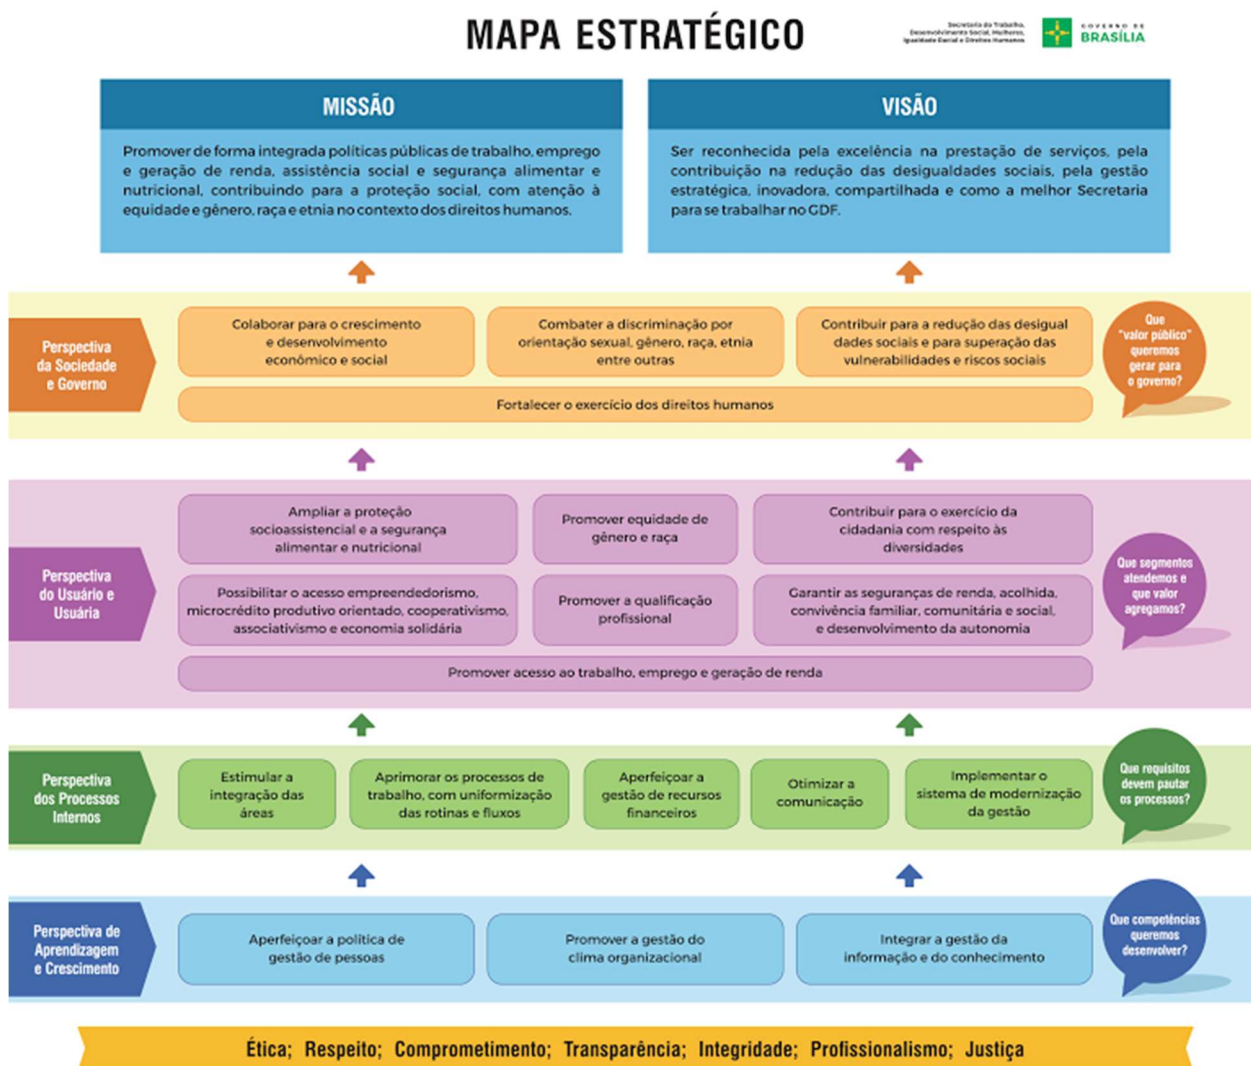 MAPA ESTRATÉGICO
Secretaria do Trabalho,
Desenvolvimento Social, Mulheres,
Igualdade Racial e Direitos Humanos
GOVERNO DE
BRASÍLIA
MISSÃO
Promover de forma integrada políticas públicas de trabalho, emprego
e geração de renda, assistência social e segurança alimentar e
nutricional, contribuindo para a proteção social, com atenção à
equidade e gênero, raça e etnia no contexto dos direitos humanos.
VISÃO
Ser reconhecida pela excelência na prestação de serviços, pela
contribuição na redução das desigualdades sociais, pela gestão
estratégica, inovadora, compartilhada e como a melhor Secretaria
para se trabalhar no GDF.
Perspectiva
da Sociedade
e Governo
Colaborar para o crescimento
e desenvolvimento
econômico e social
Combater a discriminação por
orientação sexual, gênero, raça, etnia
entre outras
Contribuir para a redução das desigual
dades sociais e para superação das
vulnerabilidades e riscos sociais
Fortalecer o exercício dos direitos humanos
Que
"valor público"
queremos
gerar para
o governo?
Perspectiva
do Usuário e
Usuária
Ampliar a proteção
socioassistencial e a segurança
alimentar e nutricional
Promover equidade de
gênero e raça
Contribuir para o exercício da
cidadania com respeito às
diversidades
Possibilitar o acesso empreendedorismo,
microcrédito produtivo orientado, cooperativismo,
associativismo e economia solidária
Promover a qualificação
profissional
Garantir as seguranças de renda, acolhida,
convivência familiar, comunitária e social,
e desenvolvimento da autonomia
Promover acesso ao trabalho, emprego e geração de renda
Que segmentos
atendemos e
que valor
agregamos?
Perspectiva
dos Processos
Internos
Estimular a
integração das
áreas
Aprimorar os processos de
trabalho, com uniformização
das rotinas e fluxos
Aperfeiçoar a
gestão de recursos
financeiros
Otimizar a
comunicação
Implementar o
sistema de modernização
da gestão
Que requisitos
devem pautar
os processos?
Perspectiva de
Aprendizagem
e Crescimento
Aperfeiçoar a política de
gestão de pessoas
Promover a gestão do
clima organizacional
Integrar a gestão da
informação e do conhecimento
Que competências
queremos
desenvolver?
Ética; Respeito; Comprometimento; Transparência; Integridade; Profissionalismo; Justiça